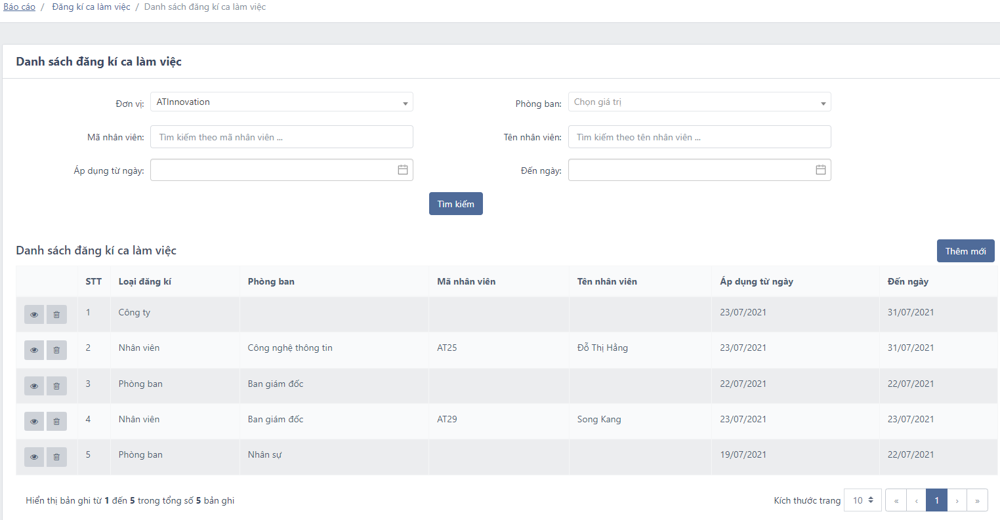 Báo cáo / Đăng kí ca làm việc / Danh sách đăng kí ca làm việc
Danh sách đăng kí ca làm việc
Đơn vị: ATInnovation Phòng ban: Chọn giá trị
Mã nhân viên: Tìm kiếm theo mã nhân viên ... Tên nhân viên: Tìm kiếm theo tên nhân viên ...
Áp dụng từ ngày: Đến ngày:
Tìm kiếm
Danh sách đăng kí ca làm việc Thêm mới
STT Loại đăng kí Phòng ban Mã nhân viên Tên nhân viên Áp dụng từ ngày Đến ngày
1 Công ty 23/07/2021 31/07/2021
2 Nhân viên Công nghệ thông tin AT25 Đỗ Thị Hằng 23/07/2021 31/07/2021
3 Phòng ban Ban giám đốc 22/07/2021 22/07/2021
4 Nhân viên Ban giám đốc AT29 Song Kang 23/07/2021 23/07/2021
5 Phòng ban Nhân sự 19/07/2021 22/07/2021
Hiển thị bản ghi từ 1 đến 5 trong tổng số 5 bản ghi Kích thước trang 10 « ‹ 1 › »